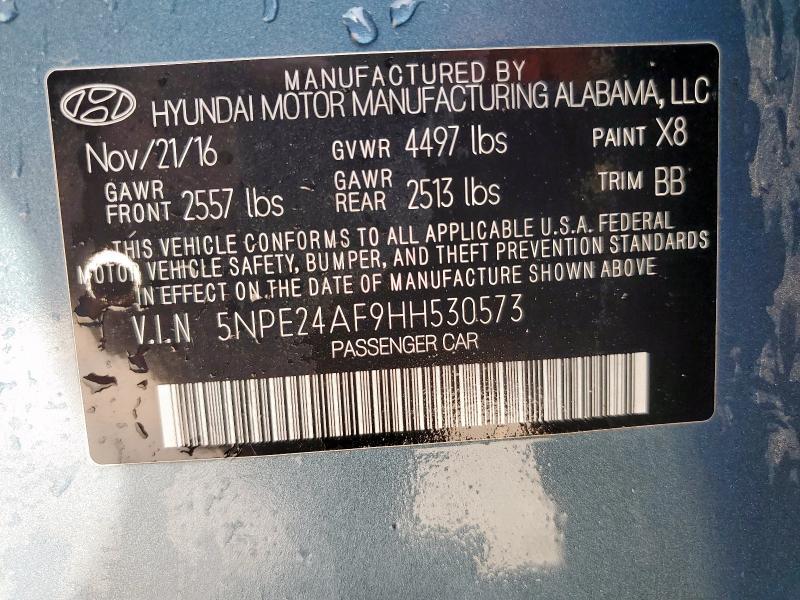 MANUFACTURED BY
HYUNDAI MOTOR MANUFACTURING ALABAMA, LLC
Nov/21/16 GVWR 4497 lbs PAINT X8
GAWR FRONT 2557 lbs GAWR REAR 2513 lbs TRIM BB
THIS VEHICLE CONFORMS TO ALL APPLICABLE U.S.A. FEDERAL
MOTOR VEHICLE SAFETY, BUMPER, AND THEFT PREVENTION STANDARDS
IN EFFECT ON THE DATE OF MANUFACTURE SHOWN ABOVE
V.I.N 5NPE24AF9HH530573
PASSENGER CAR